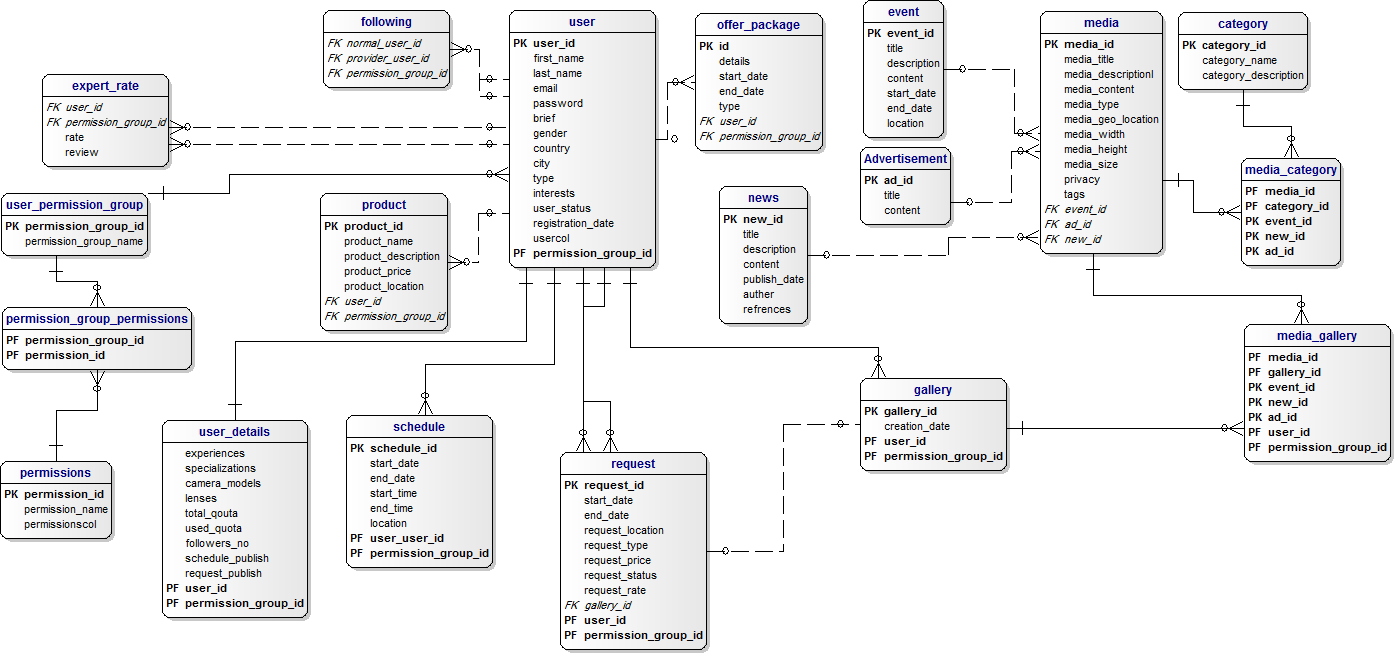 following
FK normal_user_id
FK provider_user_id
FK permission_group_id
user
PK user_id
first_name
last_name
email
password
brief
gender
country
city
type
interests
user_status
registration_date
usercol
PF permission_group_id
offer_package
PK id
details
start_date
end_date
type
FK user_id
FK permission_group_id
event
PK event_id
title
description
content
start_date
end_date
location
media
PK media_id
media_title
media_descriptionl
media_content
media_type
media_geo_location
media_width
media_height
media_size
privacy
tags
FK event_id
FK ad_id
FK new_id
category
PK category_id
category_name
category_description
expert_rate
FK user_id
FK permission_group_id
rate
review
Advertisement
PK ad_id
title
content
media_category
PF media_id
PF category_id
PK event_id
PK new_id
PK ad_id
user_permission_group
PK permission_group_id
permission_group_name
product
PK product_id
product_name
product_description
product_price
product_location
FK user_id
FK permission_group_id
news
PK new_id
title
description
content
publish_date
auther
refrences
permission_group_permissions
PF permission_group_id
PF permission_id
media_gallery
PF media_id
PF gallery_id
PK event_id
PK new_id
PK ad_id
PF user_id
PF permission_group_id
gallery
PK gallery_id
creation_date
PF user_id
PF permission_group_id
user_details
experiences
specializations
camera_models
lenses
total_qouta
used_quota
followers_no
schedule_publish
request_publish
PF user_id
PF permission_group_id
schedule
PK schedule_id
start_date
end_date
start_time
end_time
location
PF user_user_id
PF permission_group_id
request
PK request_id
start_date
end_date
request_location
request_type
request_price
request_status
request_rate
FK gallery_id
PF user_id
PF permission_group_id
permissions
PK permission_id
permission_name
permissionscol